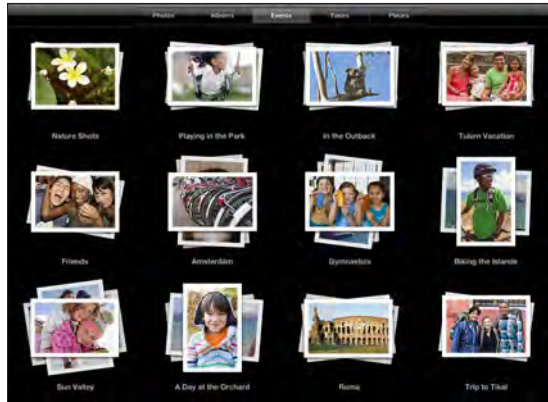 Photos Albums Events Faces Places
Nature Shots Playing in the Park In the Outback Tulum Vacation
Friends Amsterdam Gymnastics Biking the Islands
Sun Valley A Day at the Orchard Roma Trip to Tikal